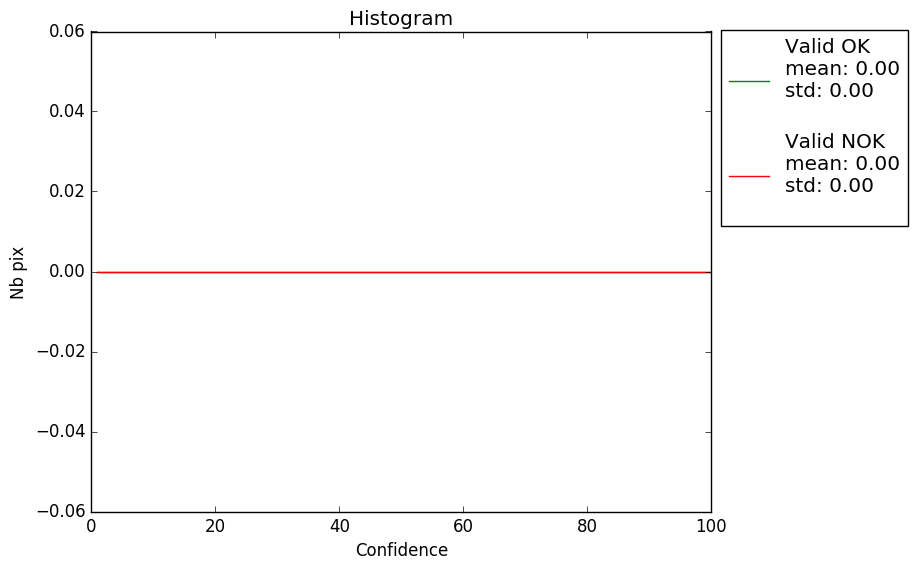 Histogram
0.06
0.04
0.02
0.00
−0.02
−0.04
−0.06
Nb pix
0
20
40
60
80
100
Confidence
Valid OK
mean: 0.00
std: 0.00
Valid NOK
mean: 0.00
std: 0.00